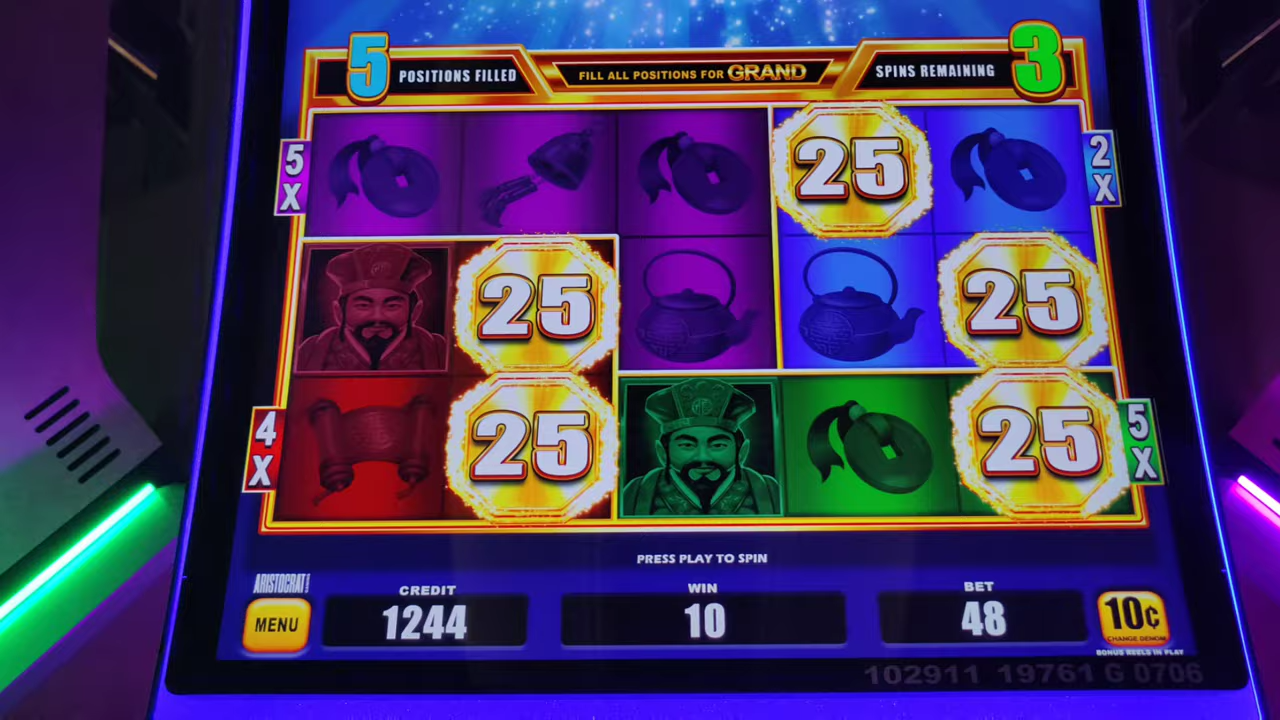 5 POSITIONS FILLED
FILL ALL POSITIONS FOR GRAND
SPINS REMAINING 3
5X
25
2X
25
25
4X
25
25
5X
PRESS PLAY TO SPIN
ARISTOCRAT
MENU
CREDIT
1244
WIN
10
BET
48
10¢
CHANGE DENOM
BONUS REELS IN PLAY
102911 19761 G 0706